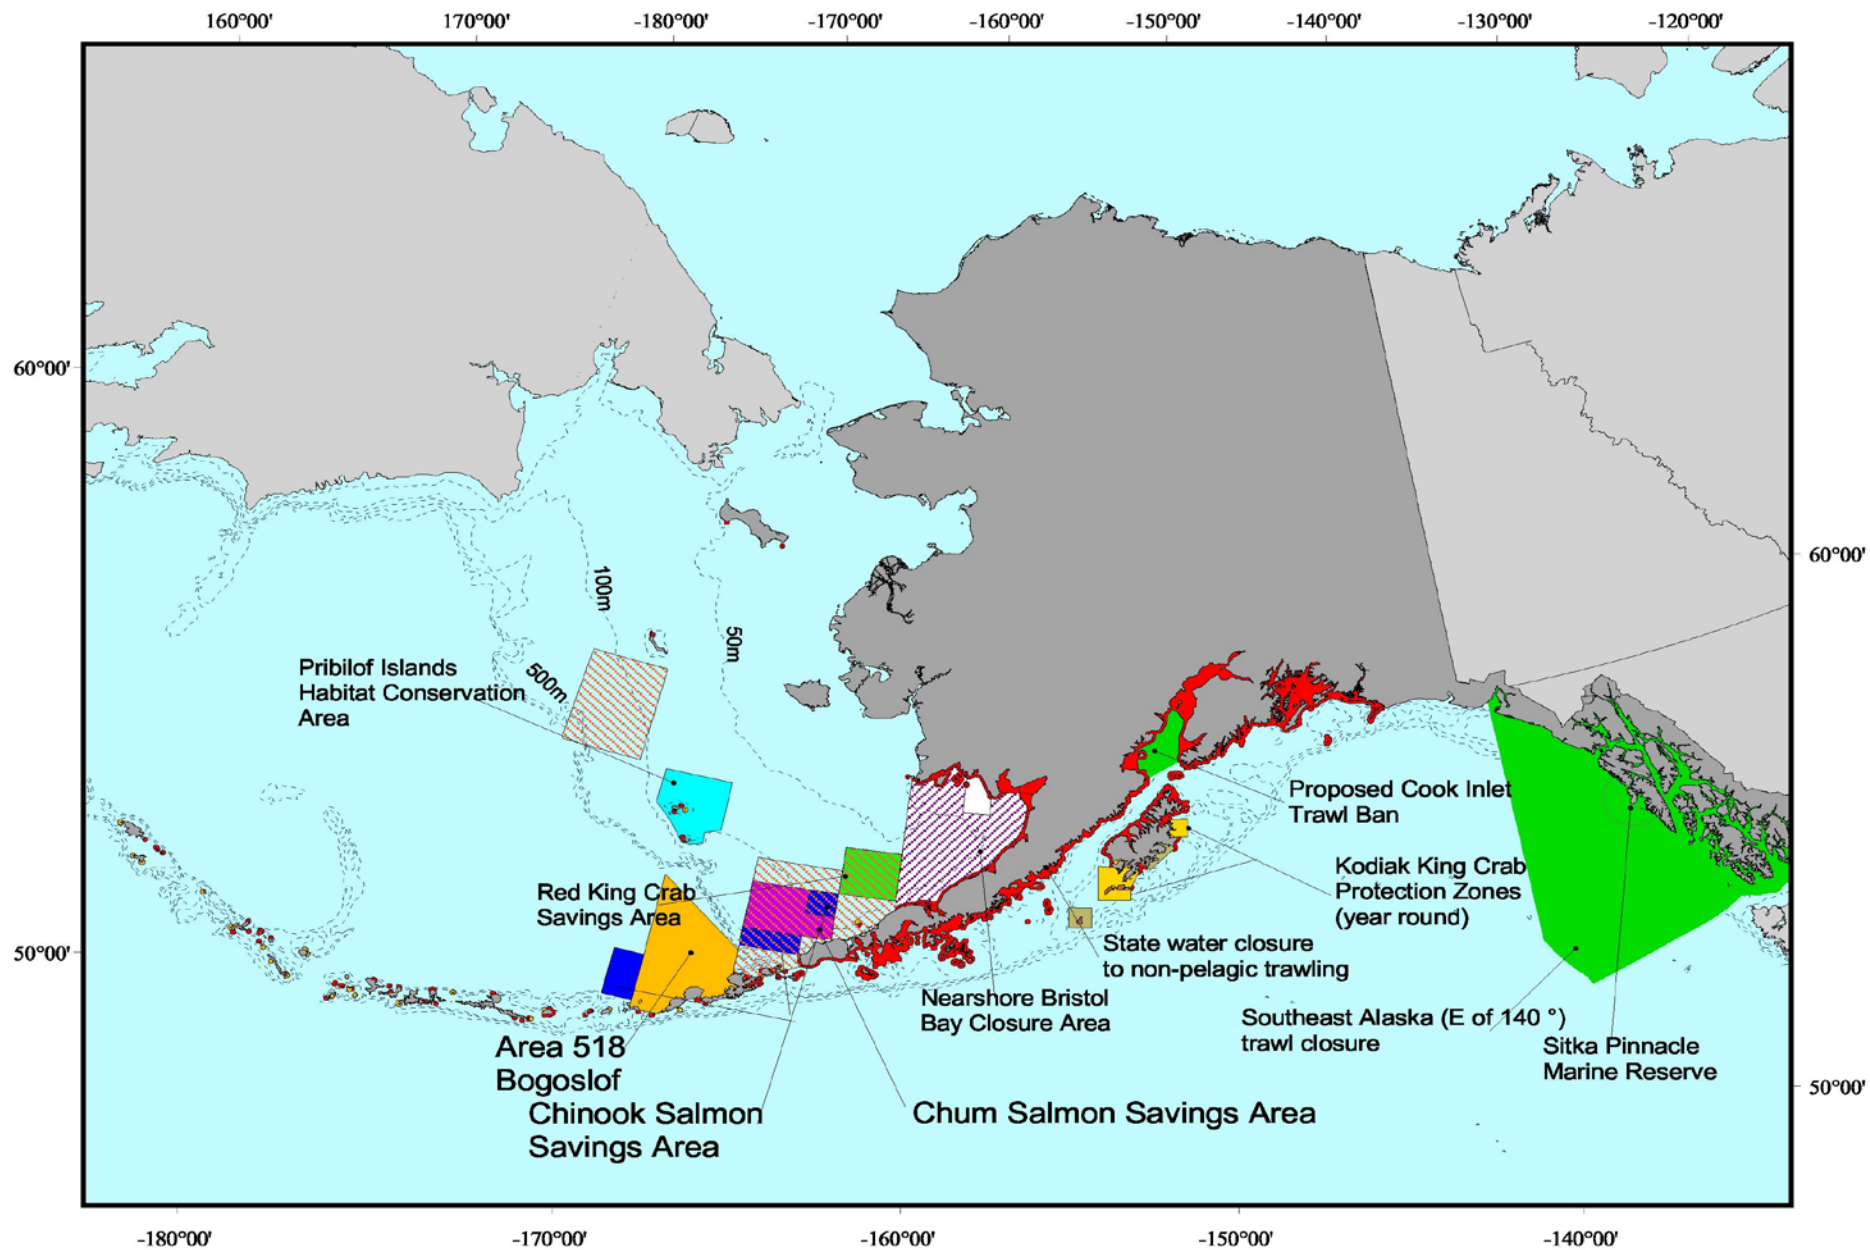 160°00' 170°00' -180°00' -170°00' -160°00' -150°00' -140°00' -130°00' -120°00'
60°00'
60°00'
100m
50m
500m
Pribilof Islands
Habitat Conservation
Area
Proposed Cook Inlet
Trawl Ban
Kodiak King Crab
Protection Zones
(year round)
Red King Crab
Savings Area
State water closure
to non-pelagic trawling
50°00'
Nearshore Bristol
Bay Closure Area
Southeast Alaska (E of 140 °)
trawl closure
Sitka Pinnacle
Marine Reserve
Area 518
Bogoslof
50°00'
Chinook Salmon
Savings Area
Chum Salmon Savings Area
-180°00' -170°00' -160°00' -150°00' -140°00'